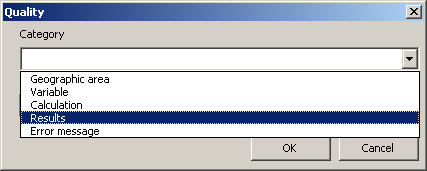 Quality
Category
Geographic area
Variable
Calculation
Results
Error message
OK Cancel